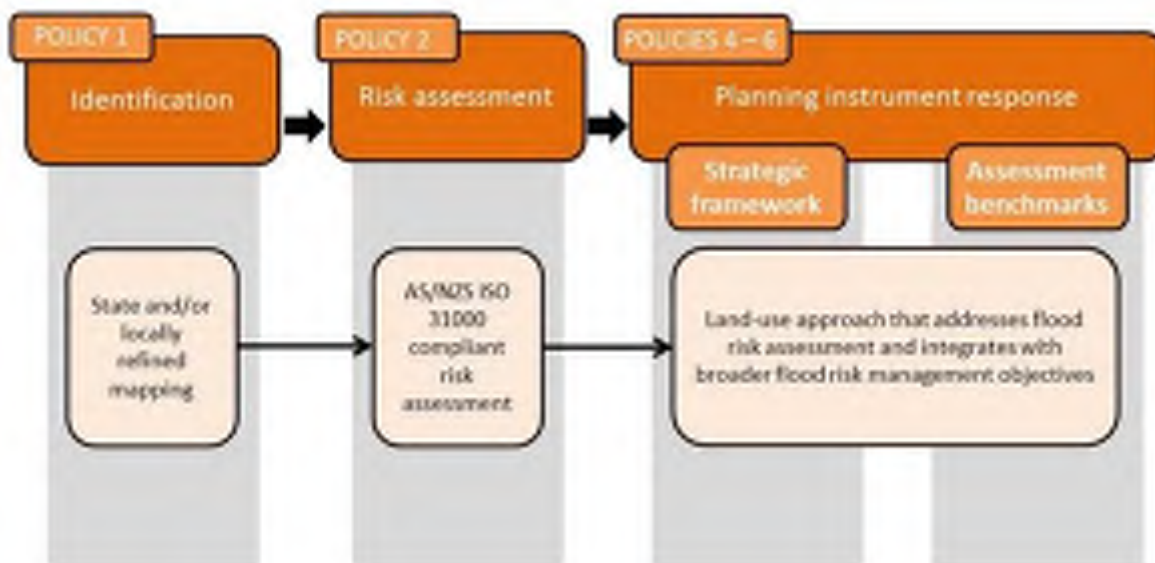 POLICY 1
Identification
POLICY 2
Risk assessment
POLICIES 4 – 6
Planning instrument response
Strategic
framework
Assessment
benchmarks
State and/or
locally
refined
mapping
AS/NZS ISO
31000
compliant
risk
assessment
Land-use approach that addresses flood
risk assessment and integrates with
broader flood risk management objectives